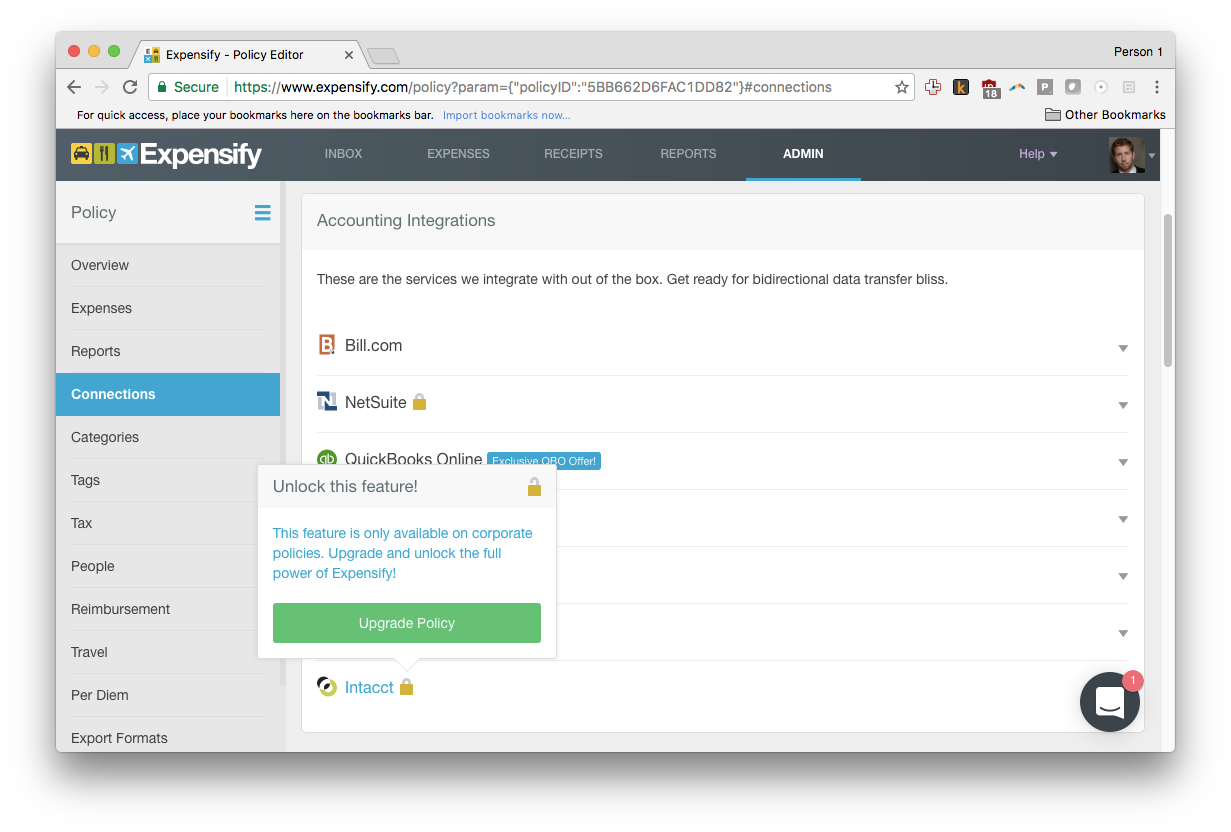 Expensify - Policy Editor
Person 1
Secure
https://www.expensify.com/policy?param={"policyID":"5BB662D6FAC1DD82"}#connections
k
18
P
For quick access, place your bookmarks here on the bookmarks bar. Import bookmarks now...
Other Bookmarks
Expensify
INBOX
EXPENSES
RECEIPTS
REPORTS
ADMIN
Help
Policy
Overview
Expenses
Reports
Connections
Categories
Tags
Tax
People
Reimbursement
Travel
Per Diem
Export Formats
Accounting Integrations
These are the services we integrate with out of the box. Get ready for bidirectional data transfer bliss.
Bill.com
NetSuite
QuickBooks Online Exclusive QBO Offer!
Unlock this feature!
This feature is only available on corporate
policies. Upgrade and unlock the full
power of Expensify!
Upgrade Policy
Intacct
1